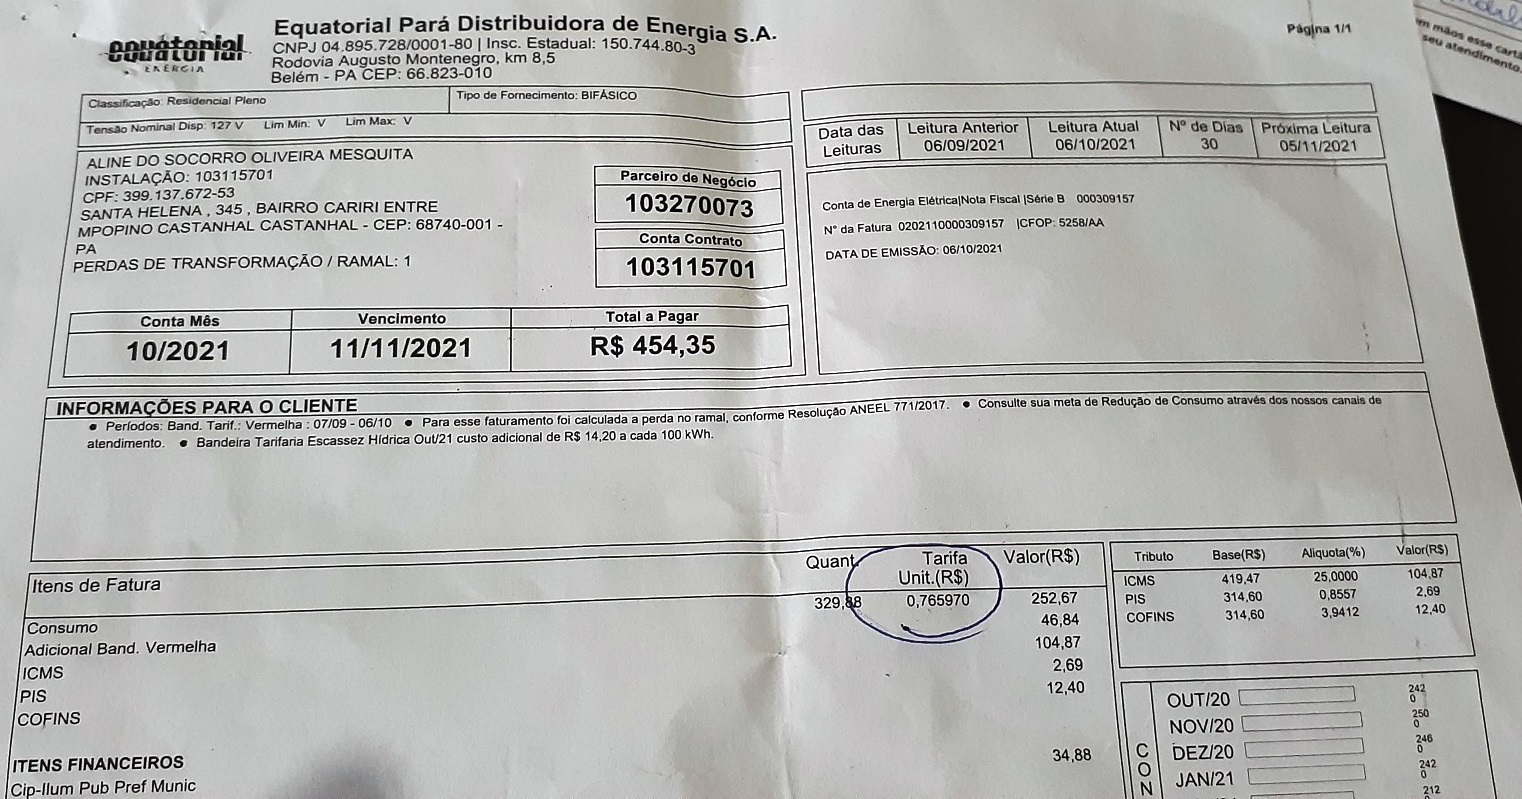 equatorial
ENERGIA
Equatorial Pará Distribuidora de Energia S.A.
CNPJ 04.895.728/0001-80 | Insc. Estadual: 150.744.80-3
Rodovia Augusto Montenegro, km 8,5
Belém - PA CEP: 66.823-010
Página 1/1
m mãos esse cartã
seu atendimento.
Classificação: Residencial Pleno
Tipo de Fornecimento: BIFÁSICO
Tensão Nominal Disp: 127 V Lim Min: V Lim Max: V
Data das Leituras
Leitura Anterior
06/09/2021
Leitura Atual
06/10/2021
Nº de Dias
30
Próxima Leitura
05/11/2021
ALINE DO SOCORRO OLIVEIRA MESQUITA
INSTALAÇÃO: 103115701
CPF: 399.137.672-53
SANTA HELENA , 345 , BAIRRO CARIRI ENTRE
MPOPINO CASTANHAL CASTANHAL - CEP: 68740-001 -
PA
PERDAS DE TRANSFORMAÇÃO / RAMAL: 1
Parceiro de Negócio
103270073
Conta Contrato
103115701
Conta de Energia Elétrica|Nota Fiscal |Série B 000309157
N° da Fatura 0202110000309157 |CFOP: 5258/AA
DATA DE EMISSÃO: 06/10/2021
Conta Mês
10/2021
Vencimento
11/11/2021
Total a Pagar
R$ 454,35
INFORMAÇÕES PARA O CLIENTE
● Períodos: Band. Tarif.: Vermelha : 07/09 - 06/10 ● Para esse faturamento foi calculada a perda no ramal, conforme Resolução ANEEL 771/2017. ● Consulte sua meta de Redução de Consumo através dos nossos canais de
atendimento. ● Bandeira Tarifaria Escassez Hídrica Out/21 custo adicional de R$ 14,20 a cada 100 kWh.
Itens de Fatura Quant. Tarifa Unit.(R$) Valor(R$)
Consumo 329,88 0,765970 252,67
Adicional Band. Vermelha 46,84
ICMS 104,87
PIS 2,69
COFINS 12,40
ITENS FINANCEIROS
Cip-Ilum Pub Pref Munic 34,88
Tributo Base(R$) Aliquota(%) Valor(R$)
ICMS 419,47 25,0000 104,87
PIS 314,60 0,8557 2,69
COFINS 314,60 3,9412 12,40
C
O
N
OUT/20 242
0
NOV/20 250
0
DEZ/20 246
0
JAN/21 242
0
212